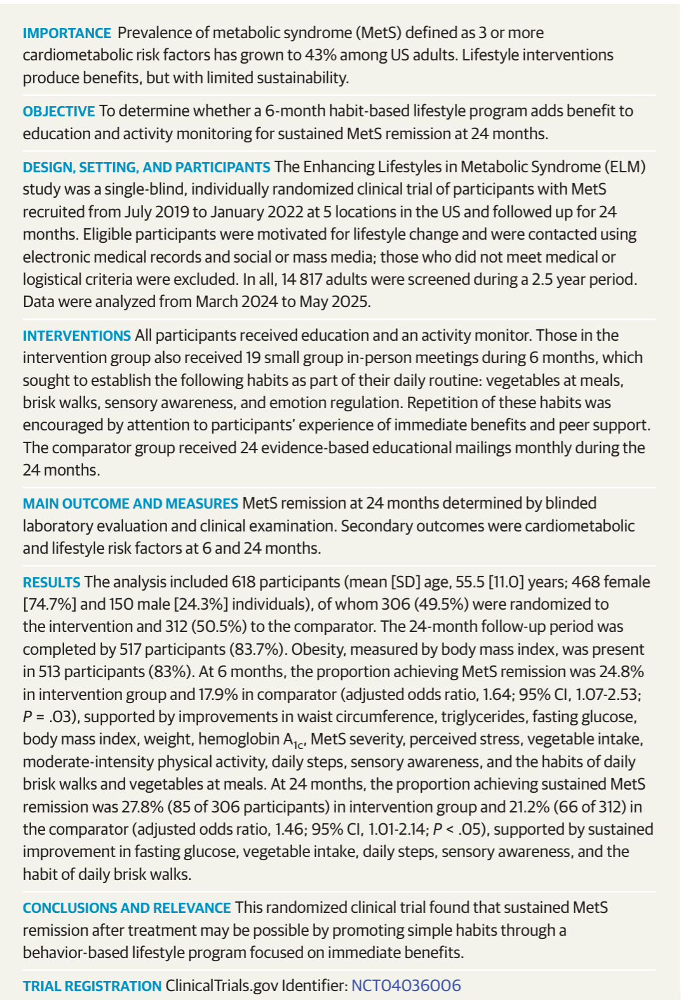 IMPORTANCE Prevalence of metabolic syndrome (MetS) defined as 3 or more
cardiometabolic risk factors has grown to 43% among US adults. Lifestyle interventions
produce benefits, but with limited sustainability.
OBJECTIVE To determine whether a 6-month habit-based lifestyle program adds benefit to
education and activity monitoring for sustained MetS remission at 24 months.
DESIGN, SETTING, AND PARTICIPANTS The Enhancing Lifestyles in Metabolic Syndrome (ELM)
study was a single-blind, individually randomized clinical trial of participants with MetS
recruited from July 2019 to January 2022 at 5 locations in the US and followed up for 24
months. Eligible participants were motivated for lifestyle change and were contacted using
electronic medical records and social or mass media; those who did not meet medical or
logistical criteria were excluded. In all, 14 817 adults were screened during a 2.5 year period.
Data were analyzed from March 2024 to May 2025.
INTERVENTIONS All participants received education and an activity monitor. Those in the
intervention group also received 19 small group in-person meetings during 6 months, which
sought to establish the following habits as part of their daily routine: vegetables at meals,
brisk walks, sensory awareness, and emotion regulation. Repetition of these habits was
encouraged by attention to participants' experience of immediate benefits and peer support.
The comparator group received 24 evidence-based educational mailings monthly during the
24 months.
MAIN OUTCOME AND MEASURES MetS remission at 24 months determined by blinded
laboratory evaluation and clinical examination. Secondary outcomes were cardiometabolic
and lifestyle risk factors at 6 and 24 months.
RESULTS The analysis included 618 participants (mean [SD] age, 55.5 [11.0] years; 468 female
[74.7%] and 150 male [24.3%] individuals), of whom 306 (49.5%) were randomized to
the intervention and 312 (50.5%) to the comparator. The 24-month follow-up period was
completed by 517 participants (83.7%). Obesity, measured by body mass index, was present
in 513 participants (83%). At 6 months, the proportion achieving MetS remission was 24.8%
in intervention group and 17.9% in comparator (adjusted odds ratio, 1.64; 95% CI, 1.07-2.53;
P = .03), supported by improvements in waist circumference, triglycerides, fasting glucose,
body mass index, weight, hemoglobin A1c, MetS severity, perceived stress, vegetable intake,
moderate-intensity physical activity, daily steps, sensory awareness, and the habits of daily
brisk walks and vegetables at meals. At 24 months, the proportion achieving sustained MetS
remission was 27.8% (85 of 306 participants) in intervention group and 21.2% (66 of 312) in
the comparator (adjusted odds ratio, 1.46; 95% CI, 1.01-2.14; P < .05), supported by sustained
improvement in fasting glucose, vegetable intake, daily steps, sensory awareness, and the
habit of daily brisk walks.
CONCLUSIONS AND RELEVANCE This randomized clinical trial found that sustained MetS
remission after treatment may be possible by promoting simple habits through a
behavior-based lifestyle program focused on immediate benefits.
TRIAL REGISTRATION ClinicalTrials.gov Identifier: NCT04036006